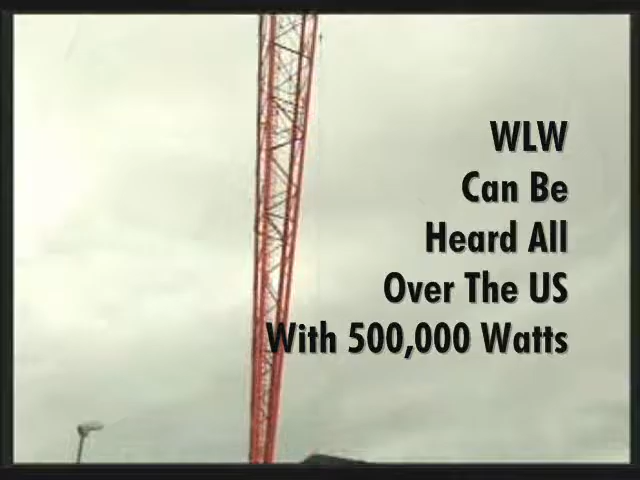 WLW
Can Be
Heard All
Over The US
With 500,000 Watts